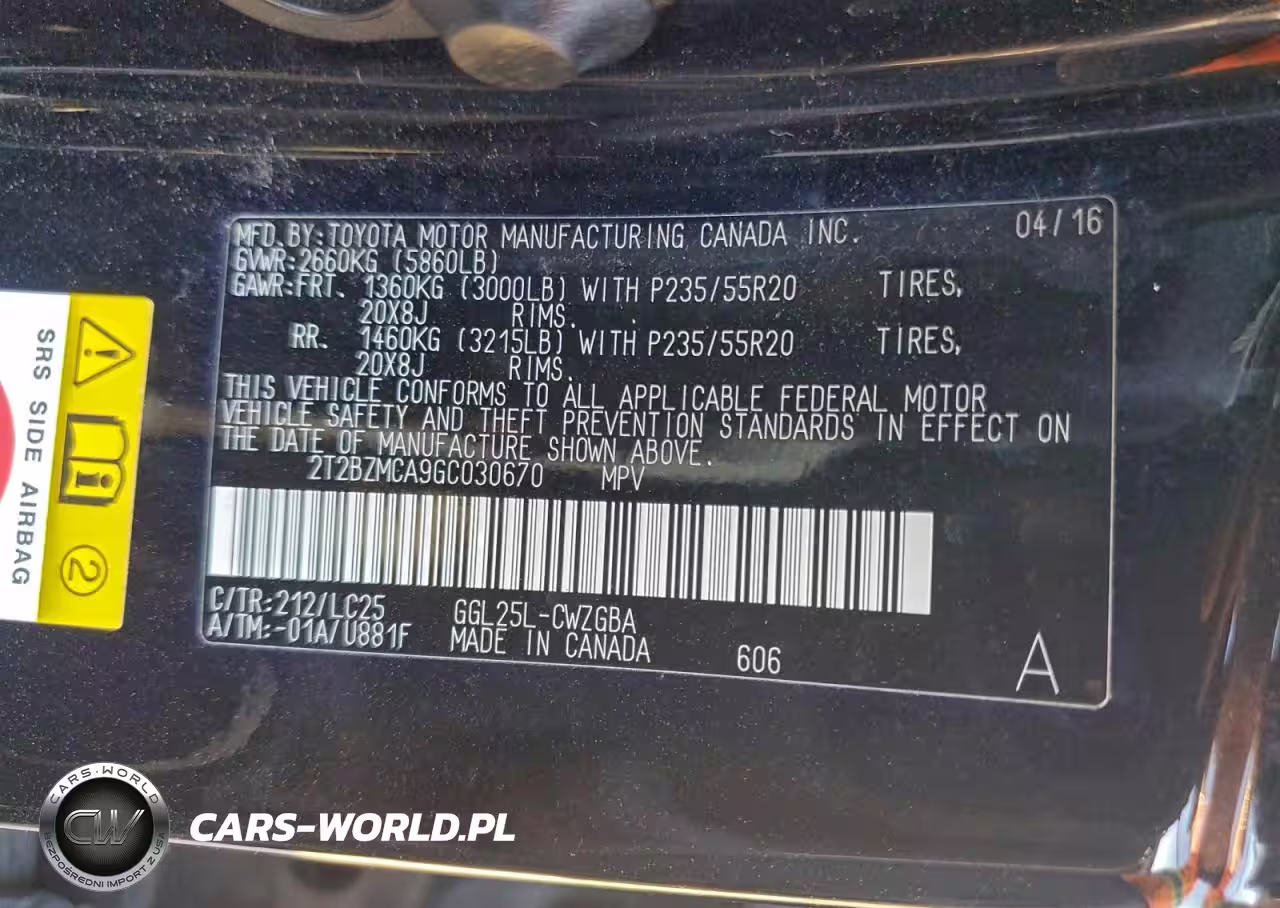 MFD.BY:TOYOTA MOTOR MANUFACTURING CANADA INC. 04/16
GVWR:2660KG (5860LB)
GAWR:FRT. 1360KG (3000LB) WITH P235/55R20 TIRES,
20X8J RIMS.
RR. 1460KG (3215LB) WITH P235/55R20 TIRES,
20X8J RIMS.
THIS VEHICLE CONFORMS TO ALL APPLICABLE FEDERAL MOTOR
VEHICLE SAFETY AND THEFT PREVENTION STANDARDS IN EFFECT ON
THE DATE OF MANUFACTURE SHOWN ABOVE.
2T2BZMCA9GC030670 MPV
C/TR:212/LC25 GGL25L-CWZGBA
A/TM:-01A/U881F MADE IN CANADA 606 A
SRS SIDE AIRBAG
2
CARS-WORLD
CW
BEZPOŚREDNI IMPORT Z USA
CARS-WORLD.PL